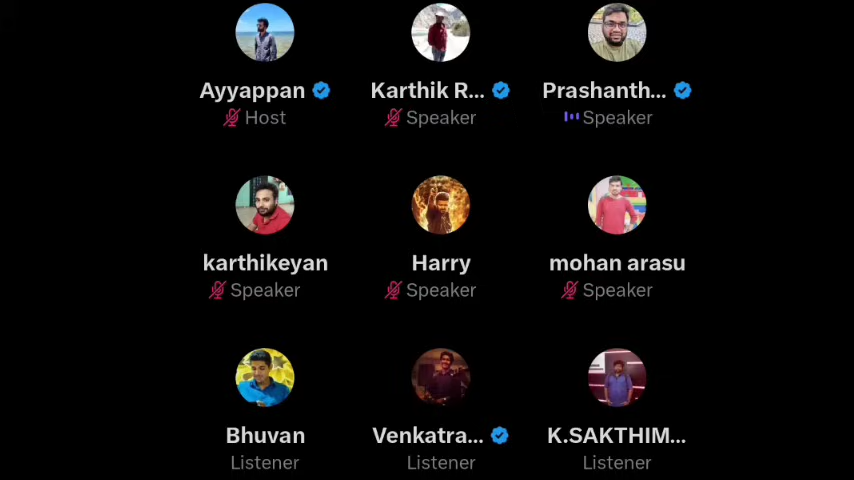 Ayyappan Karthik R... Prashanth...
Host Speaker Speaker
karthikeyan Harry mohan arasu
Speaker Speaker Speaker
Bhuvan Venkatra... K.SAKTHIM...
Listener Listener Listener